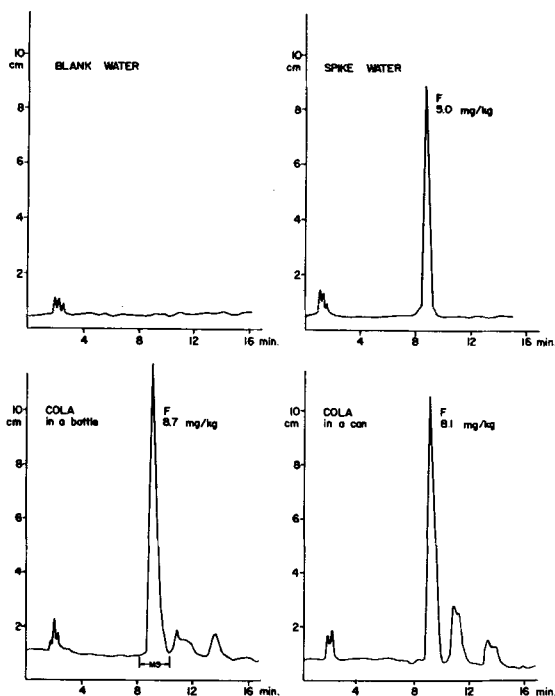 10
cm
8
6
4
2
BLANK WATER
4
8
12
16 min.
10
cm
8
6
4
2
SPIKE WATER
F
5.0 mg/kg
4
8
12
16 min.
10
cm
8
6
4
2
COLA
in a bottle
F
8.7 mg/kg
MS
4
8
12
16 min.
10
cm
8
6
4
2
COLA
in a can
F
8.1 mg/kg
4
8
12
16 min.